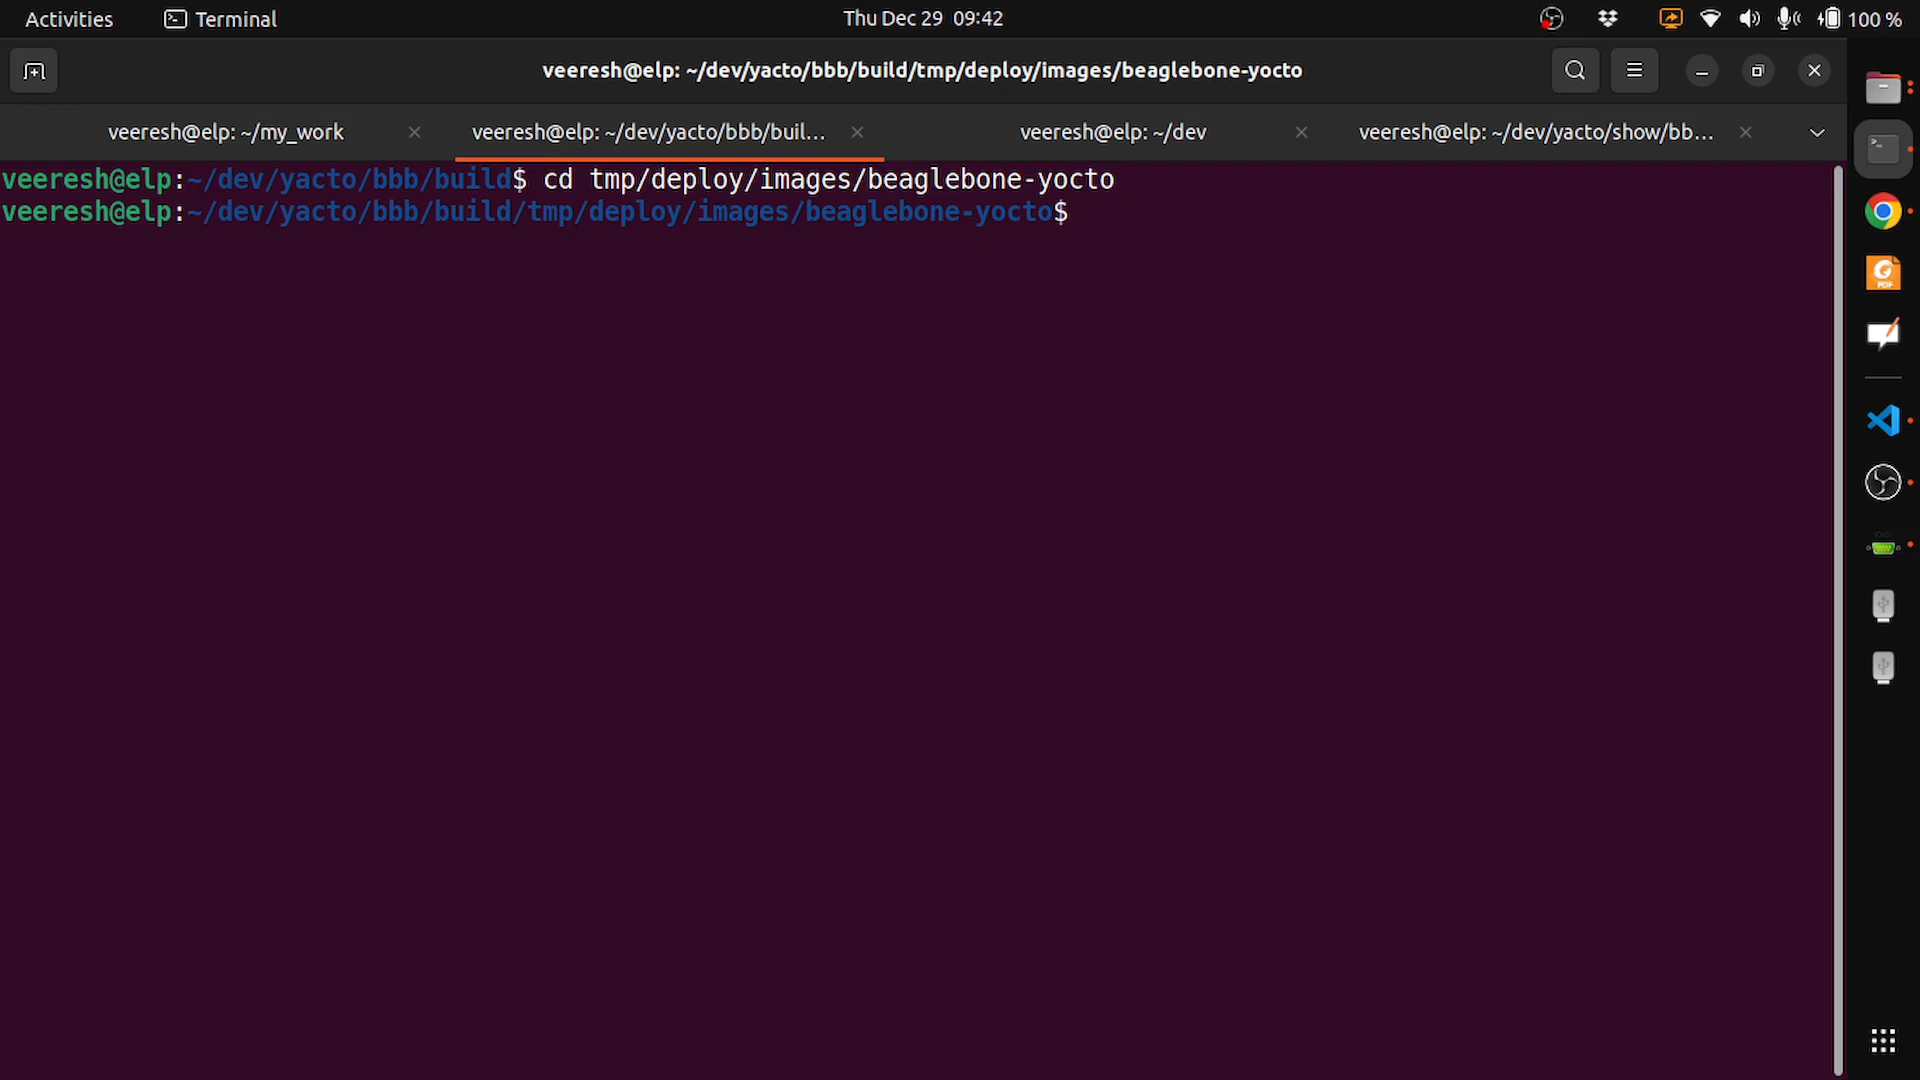 Activities Terminal Thu Dec 29 09:42 100 %
veeresh@elp: ~/dev/yacto/bbb/build/tmp/deploy/images/beaglebone-yocto
veeresh@elp: ~/my_work veeresh@elp: ~/dev/yacto/bbb/buil... veeresh@elp: ~/dev veeresh@elp: ~/dev/yacto/show/bb...
veeresh@elp:~/dev/yacto/bbb/build$ cd tmp/deploy/images/beaglebone-yocto
veeresh@elp:~/dev/yacto/bbb/build/tmp/deploy/images/beaglebone-yocto$
PDF